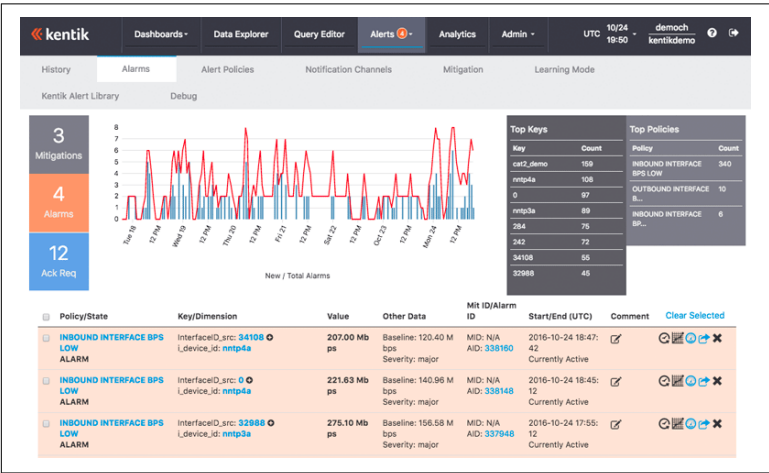 kentik
Dashboards
Data Explorer
Query Editor
Alerts 4
Analytics
Admin
UTC 10/24 19:50
democh
kentikdemo
History
Alarms
Alert Policies
Notification Channels
Mitigation
Learning Mode
Kentik Alert Library
Debug
3
Mitigations
4
Alarms
12
Ack Req
8
7
6
5
4
3
2
1
0
Tue 18
12 PM
Wed 19
12 PM
Thu 20
12 PM
Fri 21
12 PM
Sat 22
12 PM
Oct 23
12 PM
Mon 24
12 PM
New / Total Alarms
Top Keys
Key Count
cat2_demo 159
nntp4a 108
0 97
nntp3a 89
284 75
242 72
34108 55
32988 45
Top Policies
Policy Count
INBOUND INTERFACE 340
BPS LOW
OUTBOUND INTERFACE 10
B...
INBOUND INTERFACE 6
BP...
Policy/State Key/Dimension Value Other Data Mit ID/Alarm ID Start/End (UTC) Comment Clear Selected
INBOUND INTERFACE BPS InterfaceID_src: 34108 207.00 Mb Baseline: 120.40 M MID: N/A 2016-10-24 18:47:
LOW i_device_id: nntp4a ps bps AID: 338160 42
ALARM Severity: major Currently Active
INBOUND INTERFACE BPS InterfaceID_src: 0 221.63 Mb Baseline: 140.96 M MID: N/A 2016-10-24 18:45:
LOW i_device_id: nntp4a ps bps AID: 338148 12
ALARM Severity: major Currently Active
INBOUND INTERFACE BPS InterfaceID_src: 32988 275.10 Mb Baseline: 156.58 M MID: N/A 2016-10-24 17:55:
LOW i_device_id: nntp3a ps bps AID: 337948 12
ALARM Severity: major Currently Active